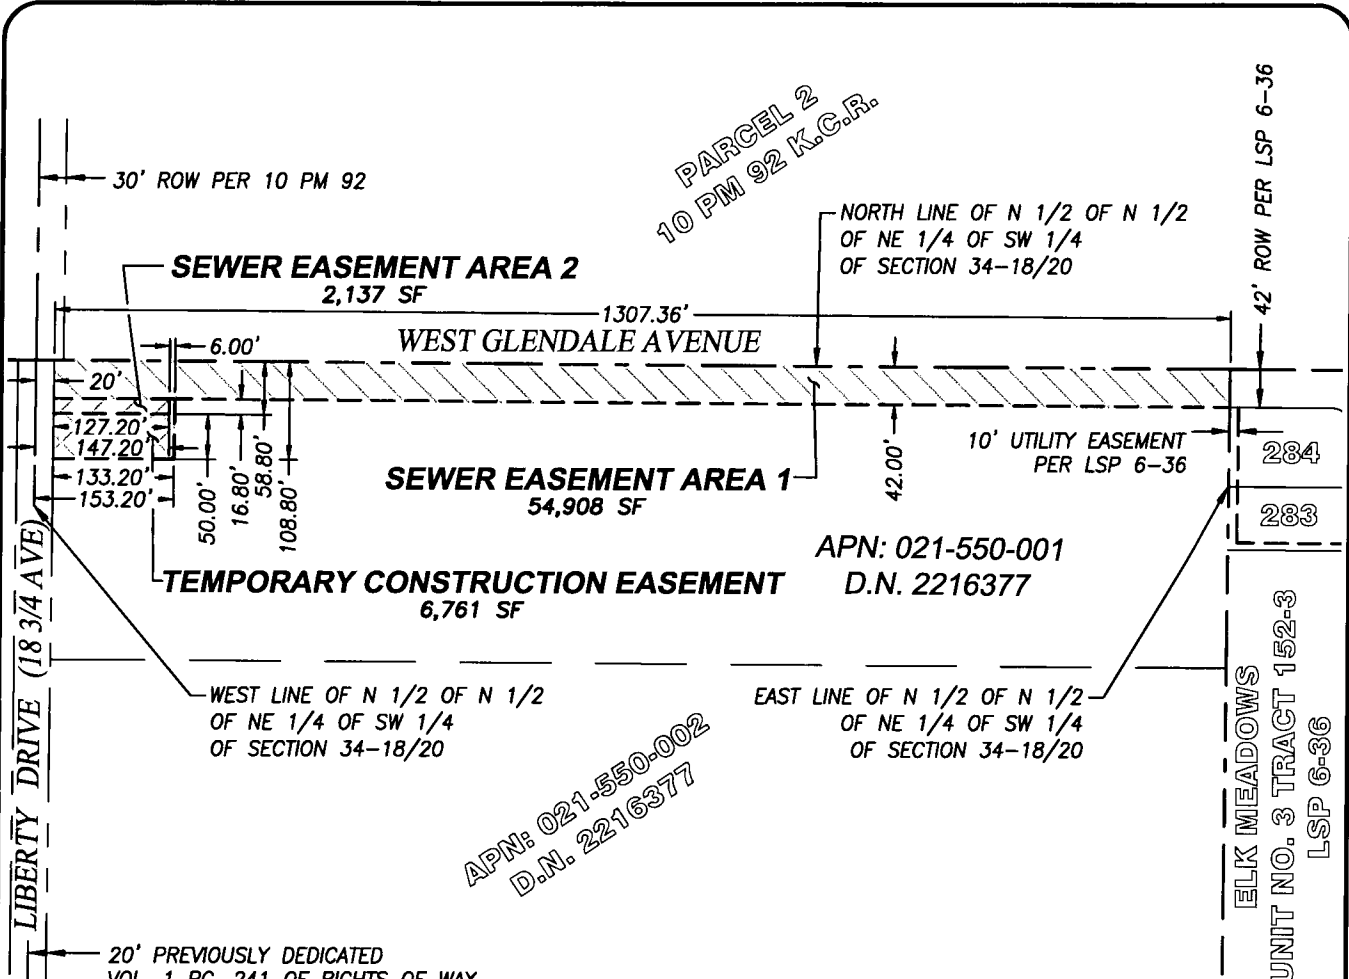 PARCEL 2
10 PM 92 K.C.R.
42' ROW PER LSP 6-36
30' ROW PER 10 PM 92
NORTH LINE OF N 1/2 OF N 1/2
OF NE 1/4 OF SW 1/4
OF SECTION 34-18/20
SEWER EASEMENT AREA 2
2,137 SF
1307.36'
WEST GLENDALE AVENUE
6.00'
20'
127.20'
147.20'
133.20'
153.20'
50.00'
16.80'
58.80'
108.80'
42.00'
10' UTILITY EASEMENT
PER LSP 6-36
284
283
SEWER EASEMENT AREA 1
54,908 SF
APN: 021-550-001
D.N. 2216377
TEMPORARY CONSTRUCTION EASEMENT
6,761 SF
WEST LINE OF N 1/2 OF N 1/2
OF NE 1/4 OF SW 1/4
OF SECTION 34-18/20
EAST LINE OF N 1/2 OF N 1/2
OF NE 1/4 OF SW 1/4
OF SECTION 34-18/20
APN: 021-550-002
D.N. 2216377
LIBERTY DRIVE (18 3/4 AVE)
ELK MEADOWS
UNIT NO. 3 TRACT 152-3
LSP 6-36
20' PREVIOUSLY DEDICATED
VOL. 1 PG. 241 OF RIGHTS OF WAY